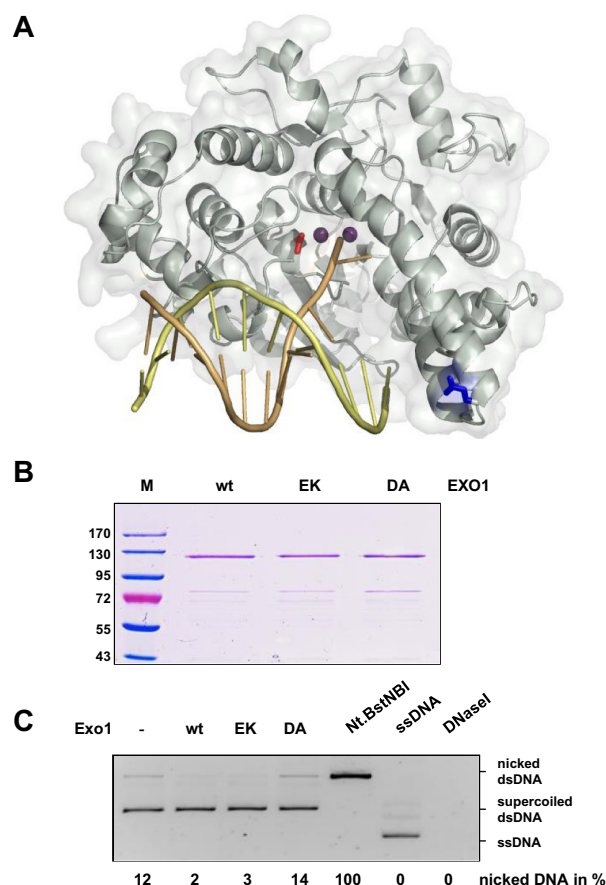 A
B
M wt EK DA EXO1
170
130
95
72
55
43
C
Exo1 - wt EK DA Nt.BstNBI ssDNA DNaseI
nicked
dsDNA
supercoiled
dsDNA
ssDNA
12 2 3 14 100 0 0 nicked DNA in %